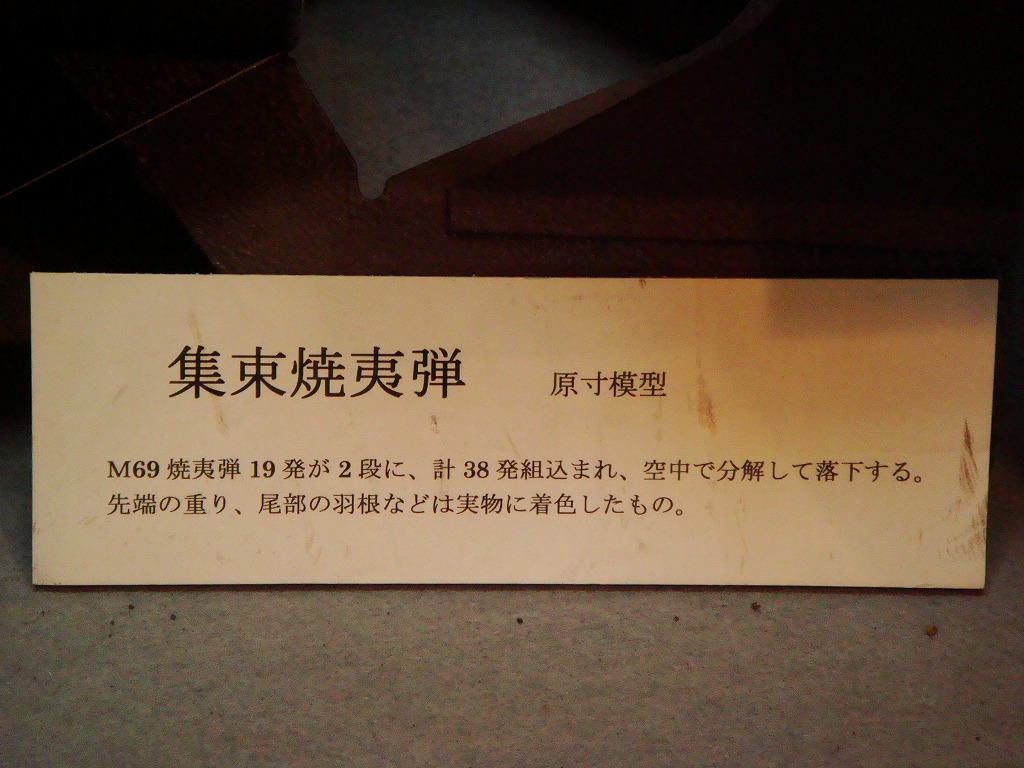 集束焼夷弾 原寸模型
M69 焼夷弾 19 発が 2 段に、計 38 発組込まれ、空中で分解して落下する。
先端の重り、尾部の羽根などは実物に着色したもの。